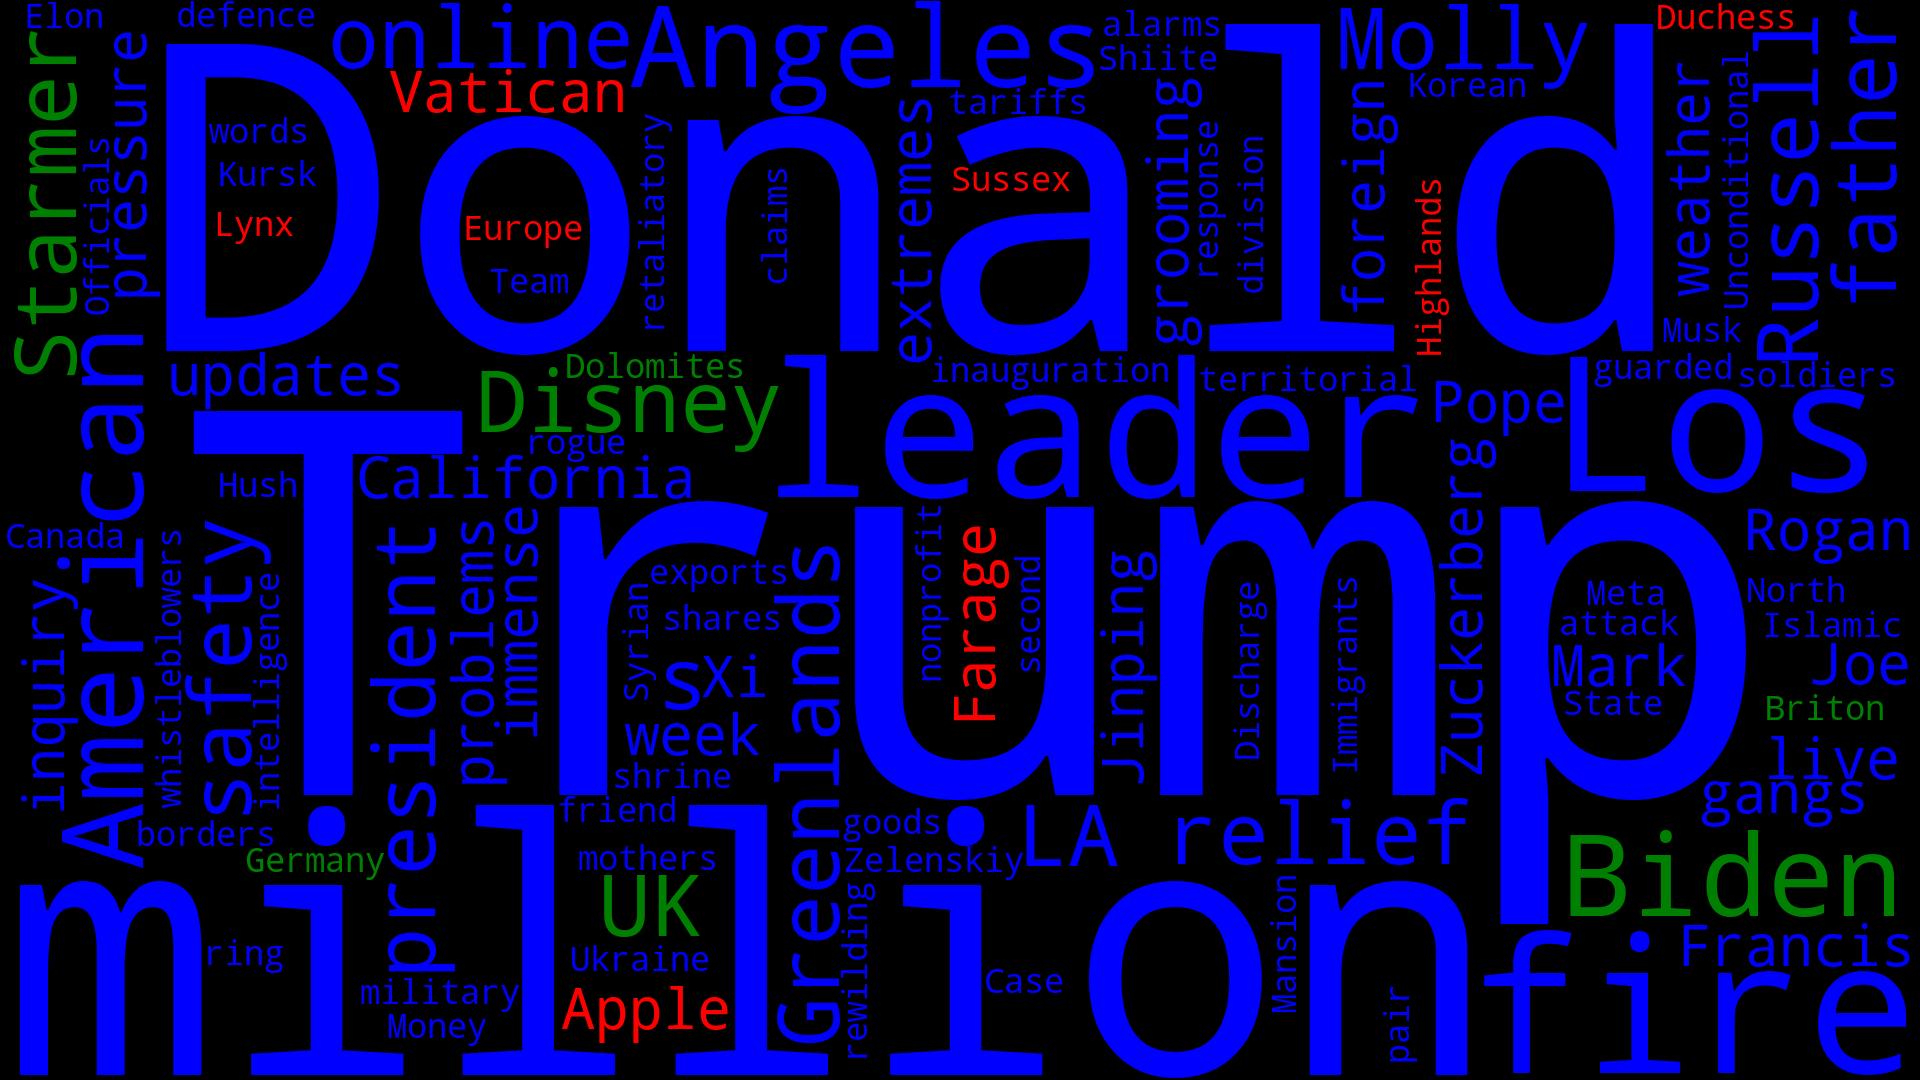 Elon
defence
online
Angeles
alarms
Molly
Duchess
Starmer
pressure
Vatican
Shiite
Korean
Russell
father
words
Officials
Donald
tariffs
Kursk
retaliatory
claims
extremes
Sussex
grooming
response
division
foreign
Highlands
weather
Unconditional
Lynx
Europe
Team
Musk
updates
Dolomites
Disney
inauguration
territorial
guarded
soldiers
leader
Pope
Los
rogue
Hush
California
American
Canada
Trump
Rogan
inquiry
whistleblowers
safety
intelligence
president
problems
immense
exports
Syrian
shares
s
Xi
week
shrine
Greenlands
nonprofit
Farage
second
Jinping
Discharge
Immigrants
Zuckerberg
Meta
attack
Mark
State
North
Islamic
Joe
Briton
live
gangs
borders
Germany
friend
mothers
goods
Zelenskiy
LA
relief
Biden
million
ring
UK
Ukraine
Apple
military
Money
rewilding
Case
Mansion
pair
Francis
fire